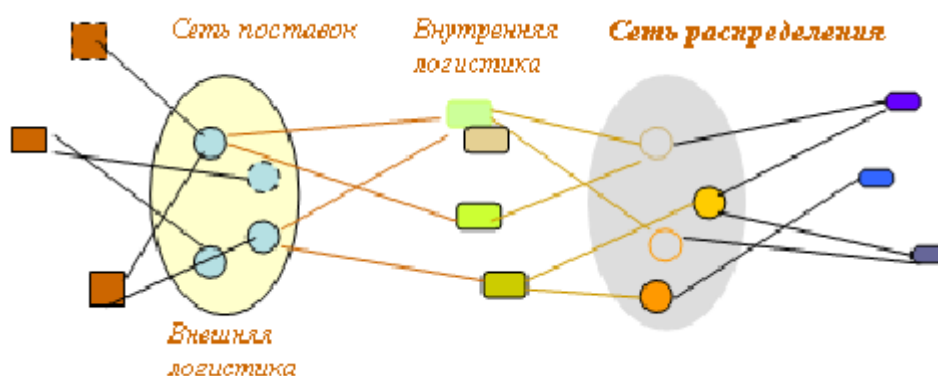 Сеть поставок
Внутренняя
логистика
Сеть распределения
Внешняя
логистика